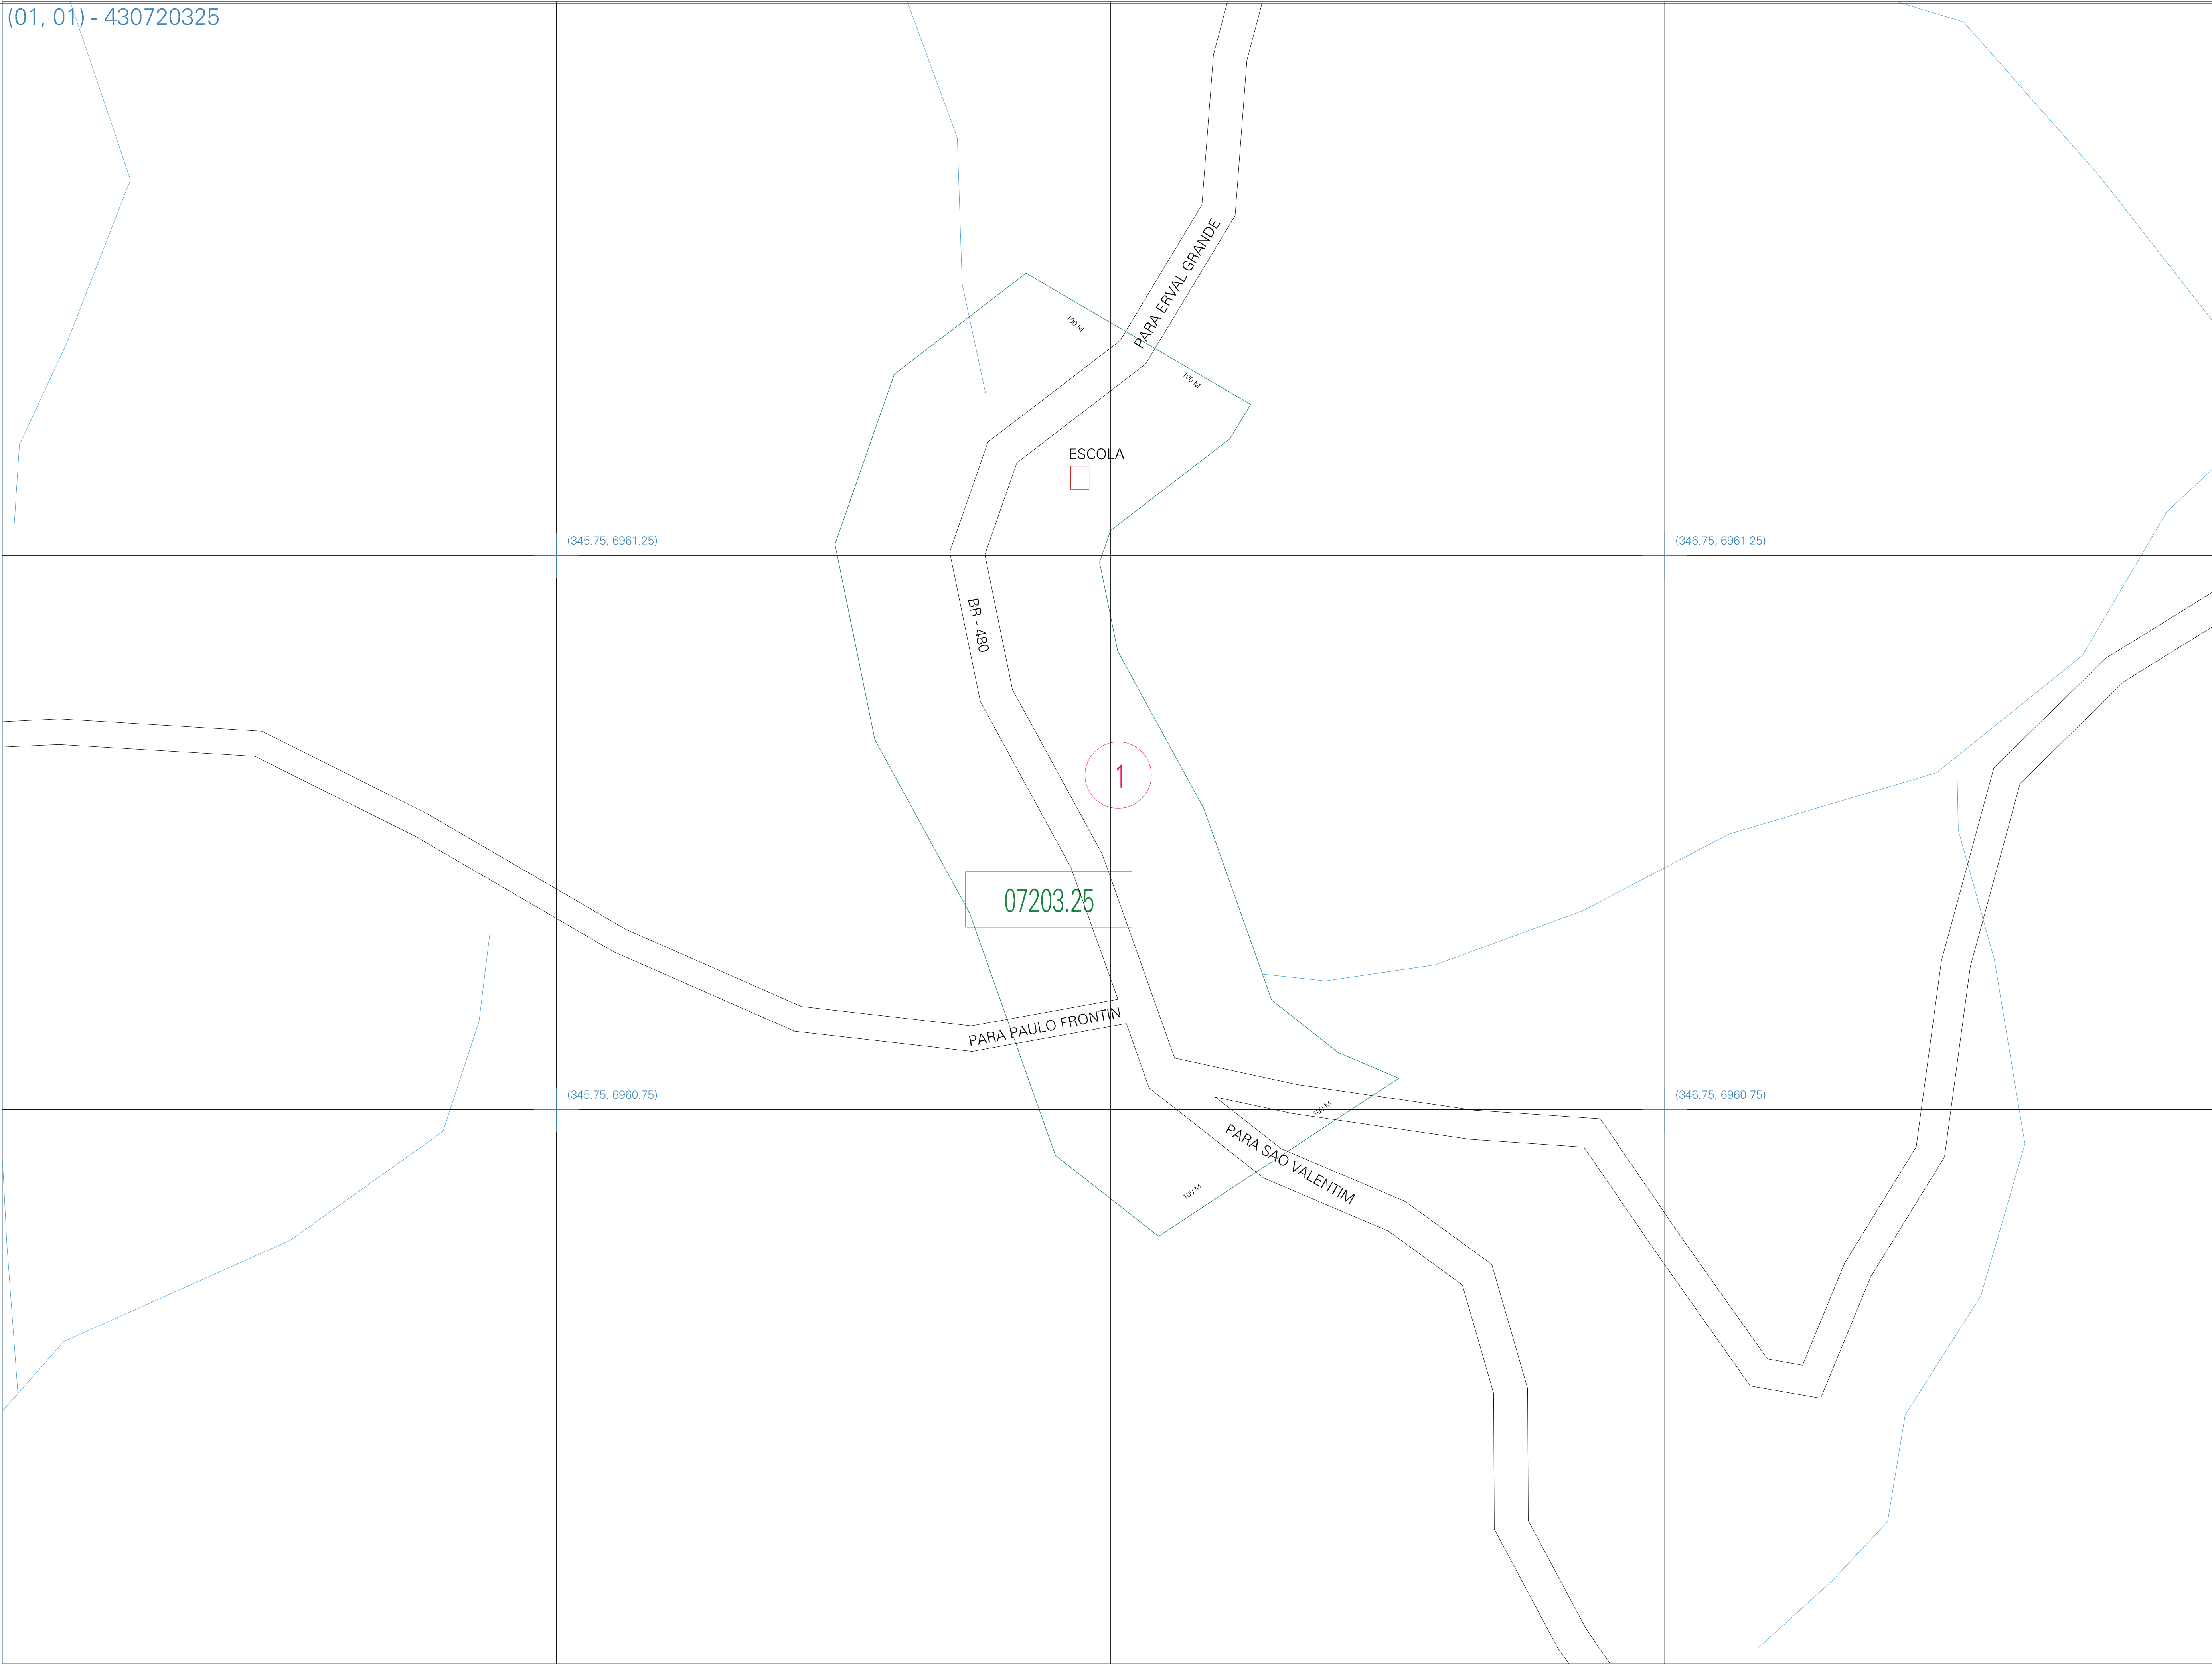 (01, 01) - 430720325
PARA ERVAL GRANDE
100 M
100 M
ESCOLA
(345.75, 6961.25)
(346.75, 6961.25)
BR - 480
1
07203.25
PARA PAULO FRONTIN
(345.75, 6960.75)
(346.75, 6960.75)
100 M
PARA SAO VALENTIM
100 M